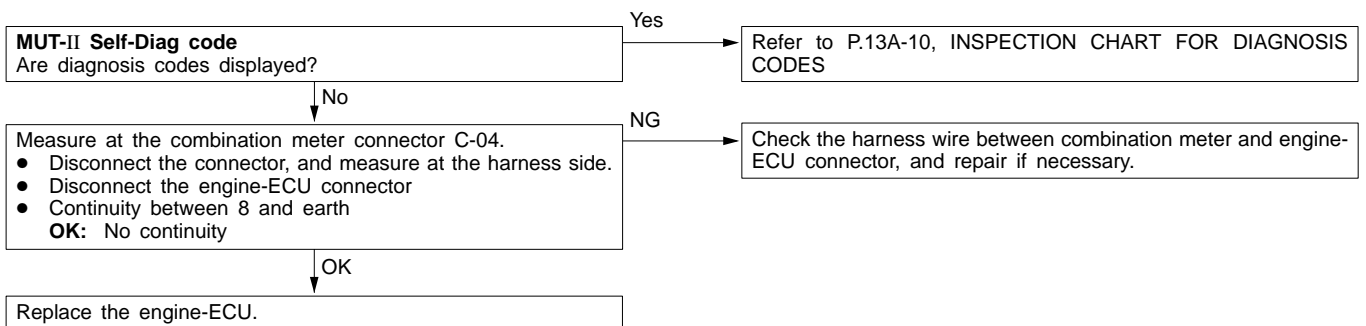 MUT-II Self-Diag code
Are diagnosis codes displayed?
Yes
Refer to P.13A-10, INSPECTION CHART FOR DIAGNOSIS
CODES
No
Measure at the combination meter connector C-04.
● Disconnect the connector, and measure at the harness side.
● Disconnect the engine-ECU connector
● Continuity between 8 and earth
OK: No continuity
NG
Check the harness wire between combination meter and engine-
ECU connector, and repair if necessary.
OK
Replace the engine-ECU.